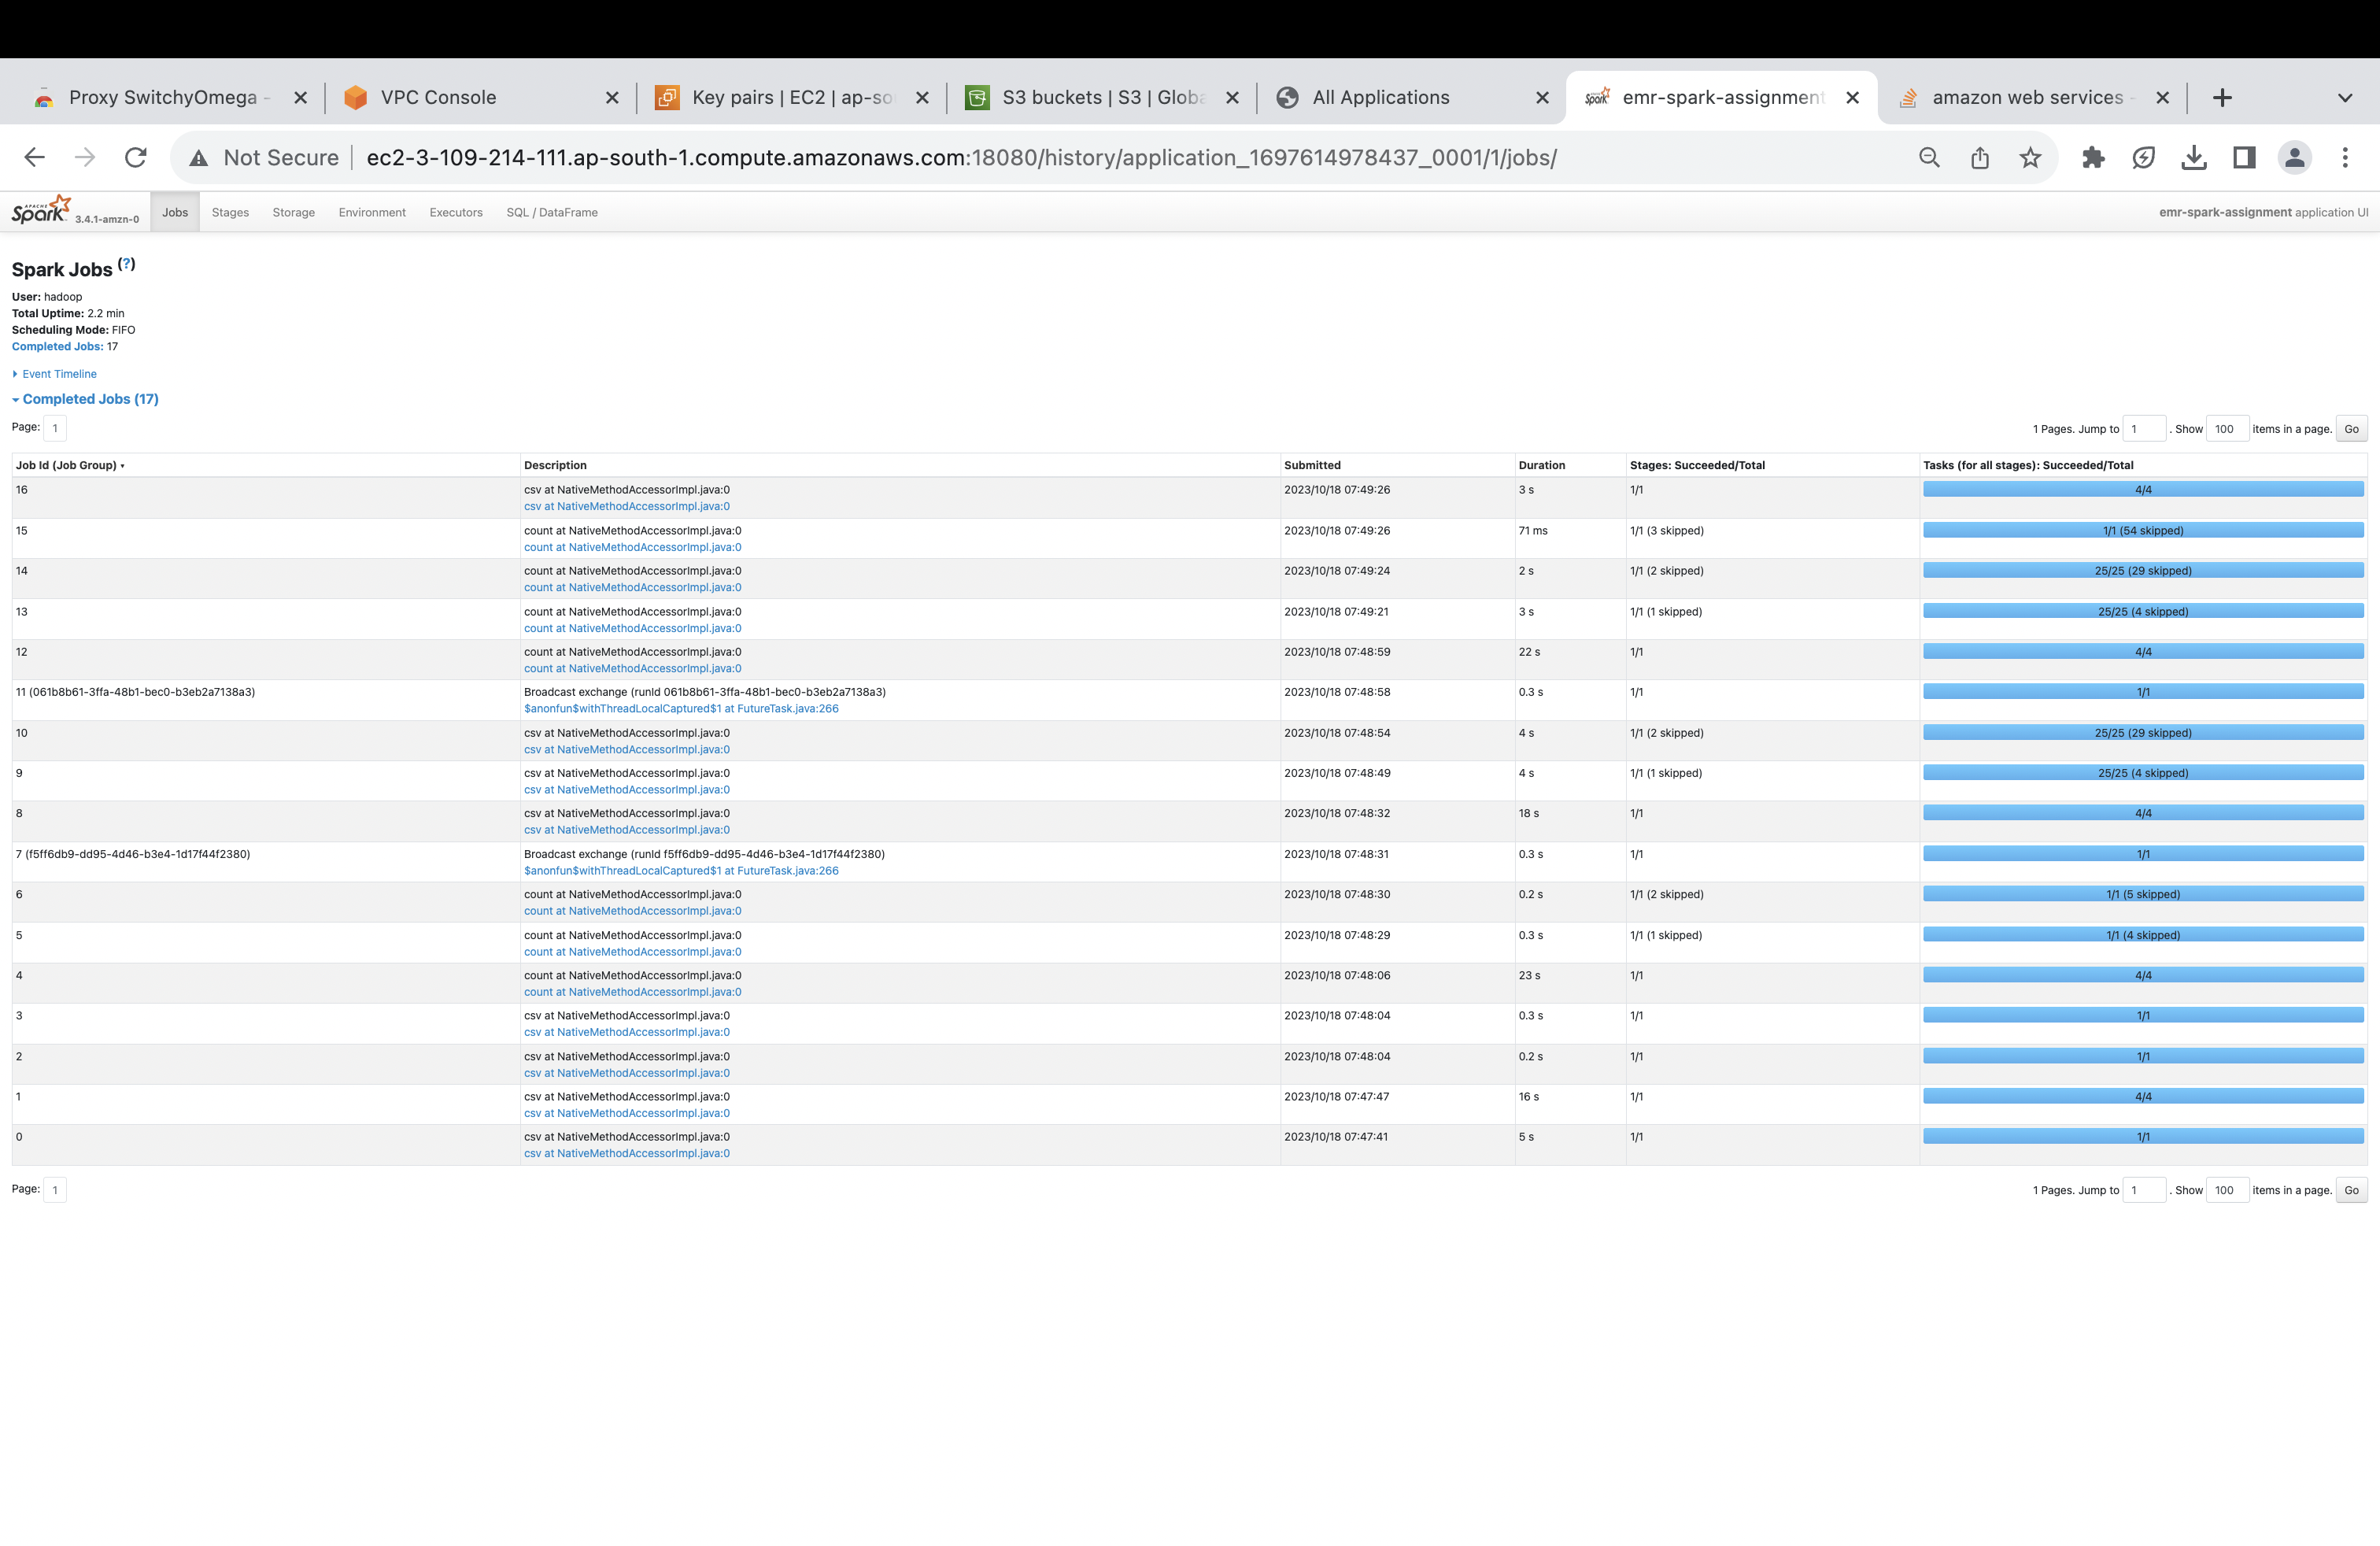 Proxy SwitchyOmega - VPC Console Key pairs | EC2 | ap-so S3 buckets | S3 | Globa All Applications emr-spark-assignment amazon web services -
Not Secure ec2-3-109-214-111.ap-south-1.compute.amazonaws.com:18080/history/application_1697614978437_0001/1/jobs/
APACHE Spark 3.4.1-amzn-0 Jobs Stages Storage Environment Executors SQL / DataFrame emr-spark-assignment application UI
Spark Jobs (?)
User: hadoop
Total Uptime: 2.2 min
Scheduling Mode: FIFO
Completed Jobs: 17
Event Timeline
Completed Jobs (17)
Page: 1 1 Pages. Jump to 1 . Show 100 items in a page. Go
Job Id (Job Group) ▾ Description Submitted Duration Stages: Succeeded/Total Tasks (for all stages): Succeeded/Total
16 csv at NativeMethodAccessorImpl.java:0 2023/10/18 07:49:26 3 s 1/1 4/4
csv at NativeMethodAccessorImpl.java:0
15 count at NativeMethodAccessorImpl.java:0 2023/10/18 07:49:26 71 ms 1/1 (3 skipped) 1/1 (54 skipped)
count at NativeMethodAccessorImpl.java:0
14 count at NativeMethodAccessorImpl.java:0 2023/10/18 07:49:24 2 s 1/1 (2 skipped) 25/25 (29 skipped)
count at NativeMethodAccessorImpl.java:0
13 count at NativeMethodAccessorImpl.java:0 2023/10/18 07:49:21 3 s 1/1 (1 skipped) 25/25 (4 skipped)
count at NativeMethodAccessorImpl.java:0
12 count at NativeMethodAccessorImpl.java:0 2023/10/18 07:48:59 22 s 1/1 4/4
count at NativeMethodAccessorImpl.java:0
11 (061b8b61-3ffa-48b1-bec0-b3eb2a7138a3) Broadcast exchange (runId 061b8b61-3ffa-48b1-bec0-b3eb2a7138a3) 2023/10/18 07:48:58 0.3 s 1/1 1/1
$anonfun$withThreadLocalCaptured$1 at FutureTask.java:266
10 csv at NativeMethodAccessorImpl.java:0 2023/10/18 07:48:54 4 s 1/1 (2 skipped) 25/25 (29 skipped)
csv at NativeMethodAccessorImpl.java:0
9 csv at NativeMethodAccessorImpl.java:0 2023/10/18 07:48:49 4 s 1/1 (1 skipped) 25/25 (4 skipped)
csv at NativeMethodAccessorImpl.java:0
8 csv at NativeMethodAccessorImpl.java:0 2023/10/18 07:48:32 18 s 1/1 4/4
csv at NativeMethodAccessorImpl.java:0
7 (f5ff6db9-dd95-4d46-b3e4-1d17f44f2380) Broadcast exchange (runId f5ff6db9-dd95-4d46-b3e4-1d17f44f2380) 2023/10/18 07:48:31 0.3 s 1/1 1/1
$anonfun$withThreadLocalCaptured$1 at FutureTask.java:266
6 count at NativeMethodAccessorImpl.java:0 2023/10/18 07:48:30 0.2 s 1/1 (2 skipped) 1/1 (5 skipped)
count at NativeMethodAccessorImpl.java:0
5 count at NativeMethodAccessorImpl.java:0 2023/10/18 07:48:29 0.3 s 1/1 (1 skipped) 1/1 (4 skipped)
count at NativeMethodAccessorImpl.java:0
4 count at NativeMethodAccessorImpl.java:0 2023/10/18 07:48:06 23 s 1/1 4/4
count at NativeMethodAccessorImpl.java:0
3 csv at NativeMethodAccessorImpl.java:0 2023/10/18 07:48:04 0.3 s 1/1 1/1
csv at NativeMethodAccessorImpl.java:0
2 csv at NativeMethodAccessorImpl.java:0 2023/10/18 07:48:04 0.2 s 1/1 1/1
csv at NativeMethodAccessorImpl.java:0
1 csv at NativeMethodAccessorImpl.java:0 2023/10/18 07:47:47 16 s 1/1 4/4
csv at NativeMethodAccessorImpl.java:0
0 csv at NativeMethodAccessorImpl.java:0 2023/10/18 07:47:41 5 s 1/1 1/1
csv at NativeMethodAccessorImpl.java:0
Page: 1 1 Pages. Jump to 1 . Show 100 items in a page. Go